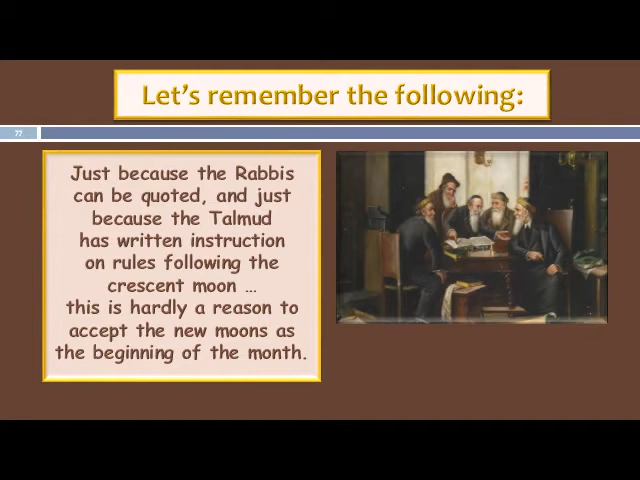 Let's remember the following:
77
Just because the Rabbis
can be quoted, and just
because the Talmud
has written instruction
on rules following the
crescent moon …
this is hardly a reason to
accept the new moons as
the beginning of the month.